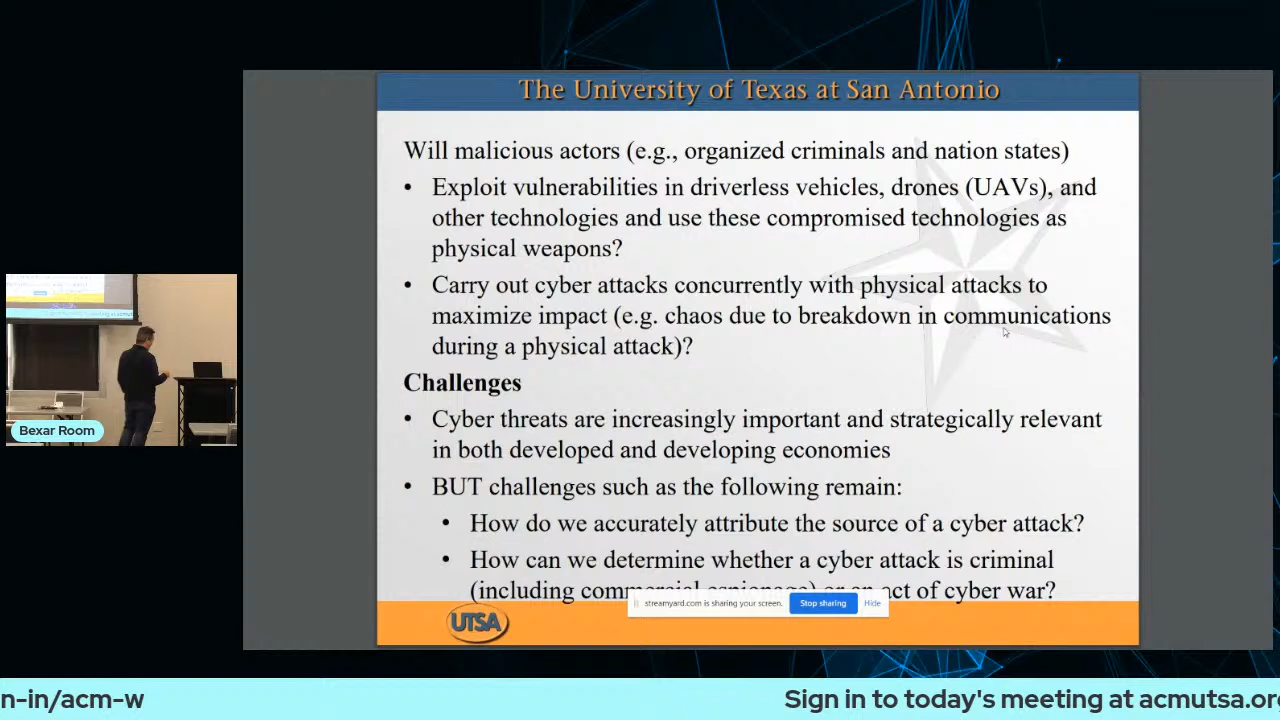 The University of Texas at San Antonio
Will malicious actors (e.g., organized criminals and nation states)
• Exploit vulnerabilities in driverless vehicles, drones (UAVs), and
other technologies and use these compromised technologies as
physical weapons?
• Carry out cyber attacks concurrently with physical attacks to
maximize impact (e.g. chaos due to breakdown in communications
during a physical attack)?
Challenges
• Cyber threats are increasingly important and strategically relevant
in both developed and developing economies
• BUT challenges such as the following remain:
• How do we accurately attribute the source of a cyber attack?
• How can we determine whether a cyber attack is criminal
(including commercial espionage) or an act of cyber war?
streamyard.com is sharing your screen. Stop sharing Hide
UTSA
Bexar Room
n-in/acm-w Sign in to today's meeting at acmutsa.org